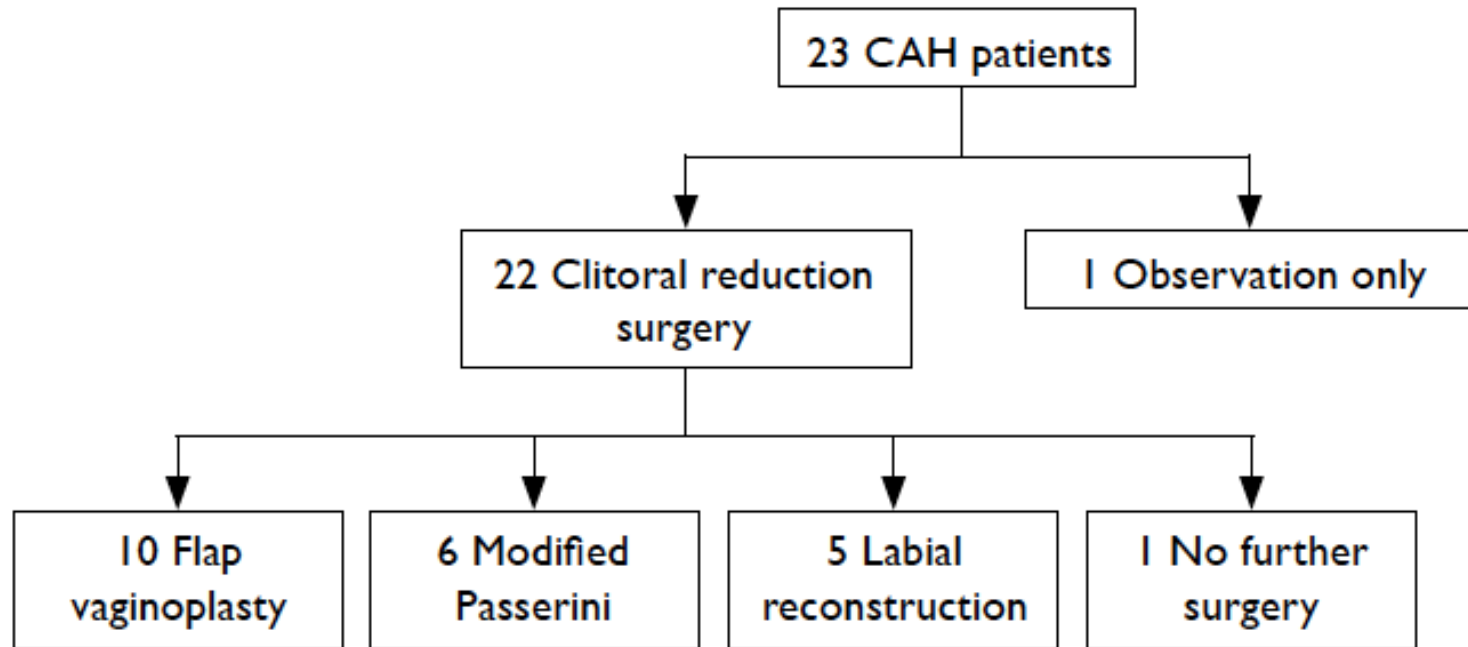 23 CAH patients
22 Clitoral reduction
surgery
1 Observation only
10 Flap
vaginoplasty
6 Modified
Passerini
5 Labial
reconstruction
1 No further
surgery